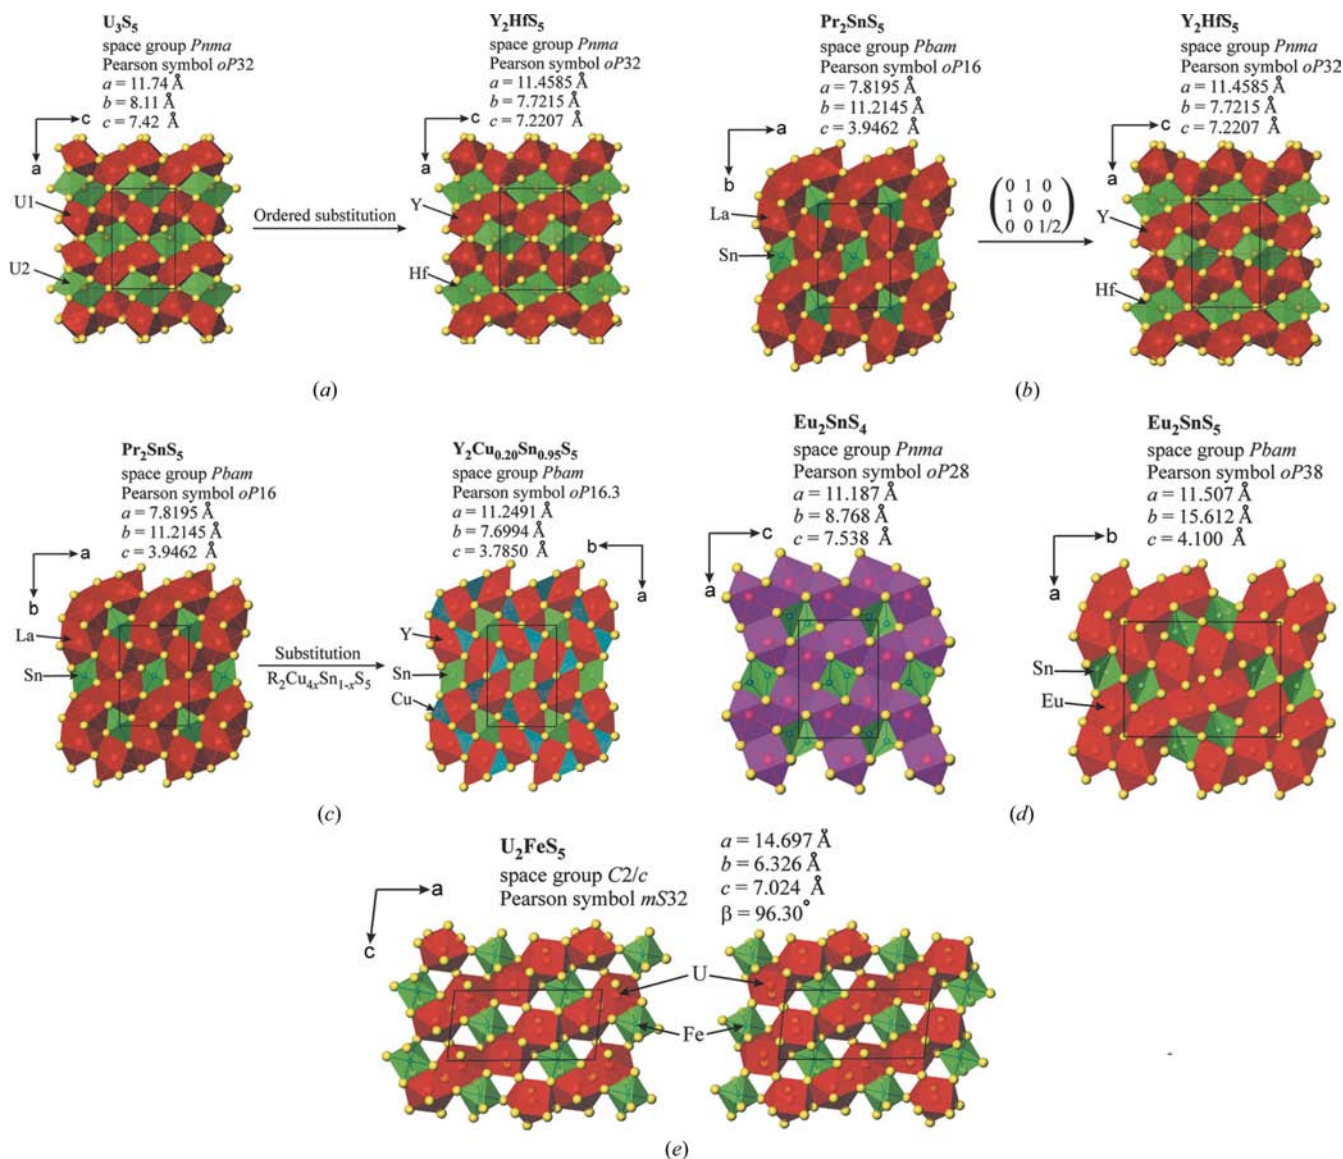 U3S5
space group Pnma
Pearson symbol oP32
a = 11.74 Å
b = 8.11 Å
c = 7.42 Å
c
a
U1
U2
Ordered substitution
Y2HfS5
space group Pnma
Pearson symbol oP32
a = 11.4585 Å
b = 7.7215 Å
c = 7.2207 Å
c
a
Y
Hf
(a)
Pr2SnS5
space group Pbam
Pearson symbol oP16
a = 7.8195 Å
b = 11.2145 Å
c = 3.9462 Å
a
b
La
Sn
0 1 0
1 0 0
0 0 1/2
Y2HfS5
space group Pnma
Pearson symbol oP32
a = 11.4585 Å
b = 7.7215 Å
c = 7.2207 Å
c
a
Y
Hf
(b)
Pr2SnS5
space group Pbam
Pearson symbol oP16
a = 7.8195 Å
b = 11.2145 Å
c = 3.9462 Å
a
b
La
Sn
Substitution
R2Cu4xSn1-xS5
Y2Cu0.20Sn0.95S5
space group Pbam
Pearson symbol oP16.3
a = 11.2491 Å
b = 7.6994 Å
c = 3.7850 Å
b
a
Y
Sn
Cu
(c)
Eu2SnS4
space group Pnma
Pearson symbol oP28
a = 11.187 Å
b = 8.768 Å
c = 7.538 Å
c
a
Eu2SnS5
space group Pbam
Pearson symbol oP38
a = 11.507 Å
b = 15.612 Å
c = 4.100 Å
b
a
Sn
Eu
(d)
U2FeS5
space group C2/c
Pearson symbol mS32
a = 14.697 Å
b = 6.326 Å
c = 7.024 Å
β = 96.30°
a
c
U
Fe
(e)